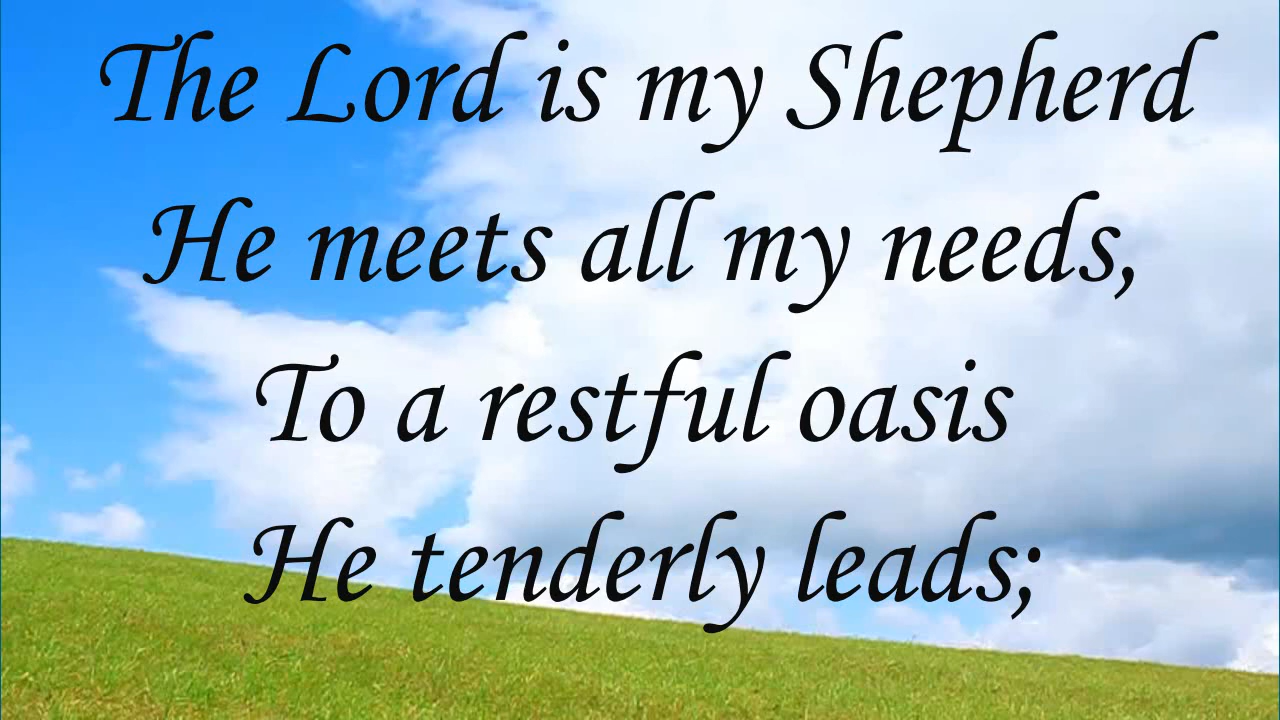 The Lord is my Shepherd
He meets all my needs,
To a restful oasis
He tenderly leads;